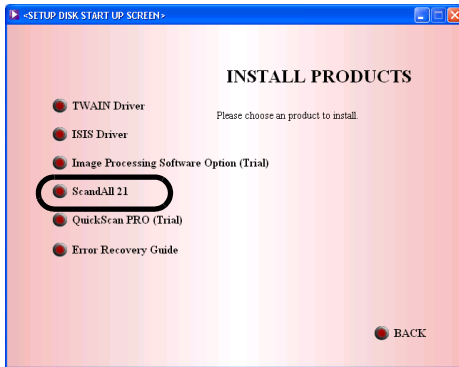 <SETUP DISK START UP SCREEN>
INSTALL PRODUCTS
Please choose an product to install.
TWAIN Driver
ISIS Driver
Image Processing Software Option (Trial)
ScandAll 21
QuickScan PRO (Trial)
Error Recovery Guide
BACK